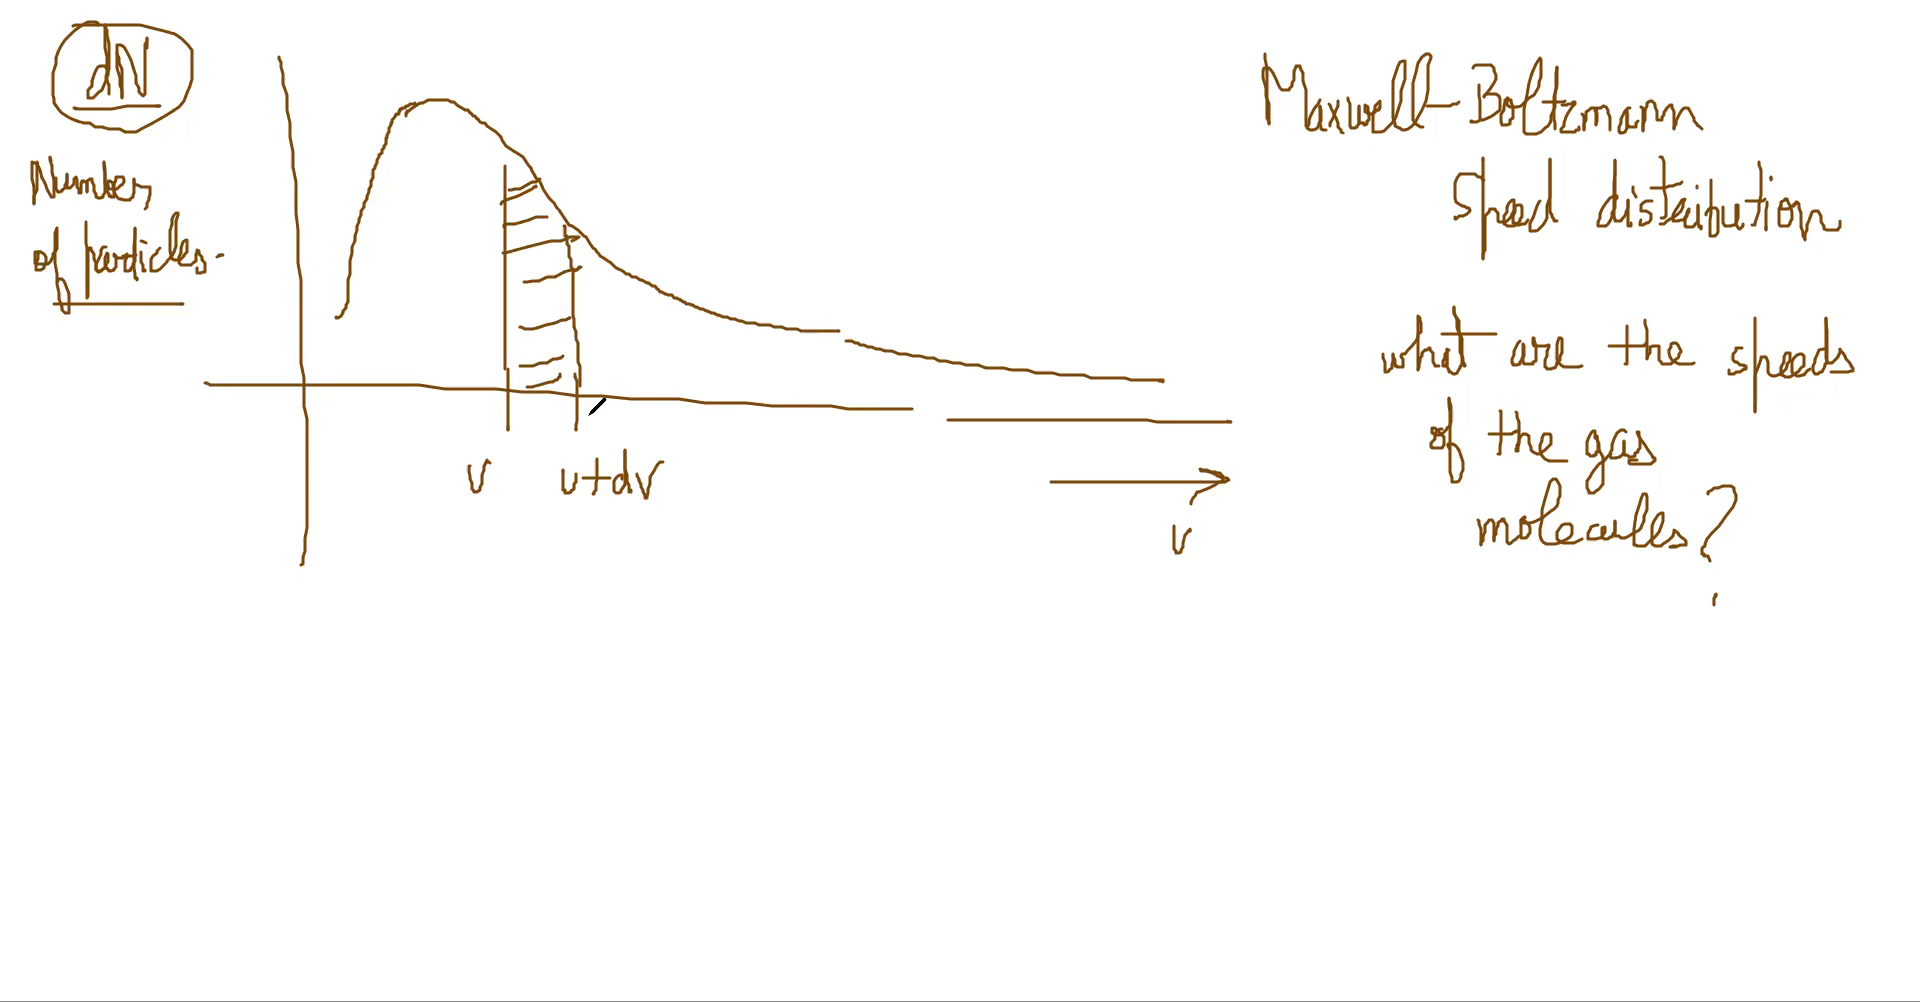 dN
Number
of particles.
v
v+dv
v
Maxwell-Boltzmann
Speed distribution
what are the speeds
of the gas
molecules?